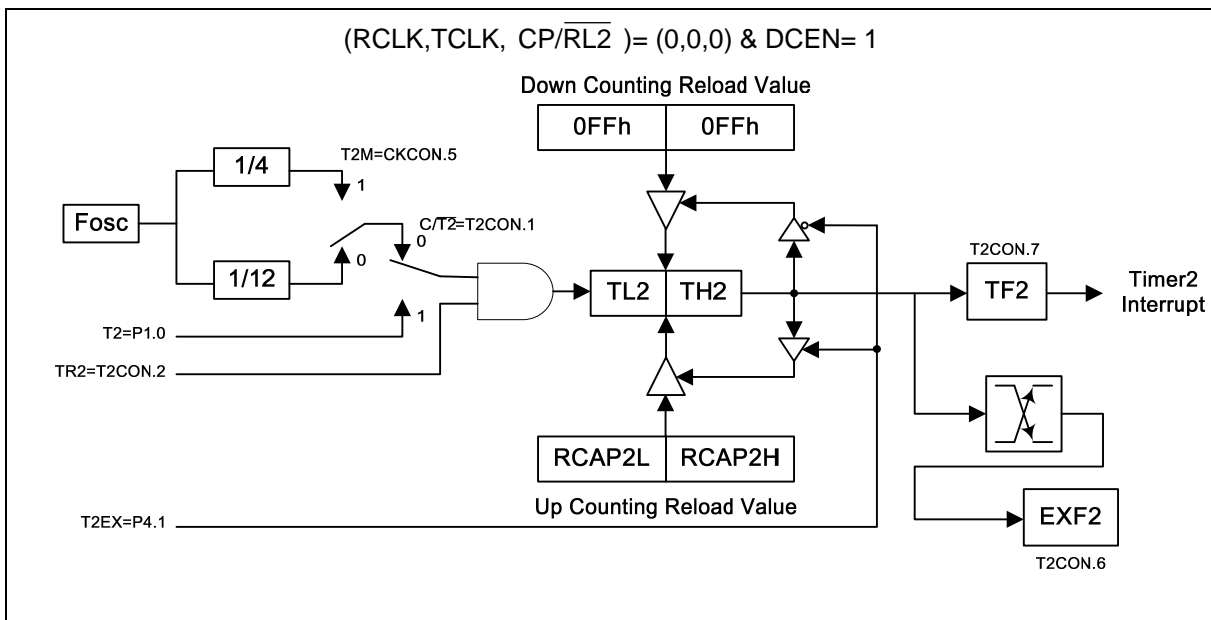 (RCLK,TCLK, CP/RL2 )= (0,0,0) & DCEN= 1
Down Counting Reload Value
0FFh 0FFh
T2M=CKCON.5
1/4
1
Fosc
C/T2=T2CON.1
0
0
1/12
1
T2=P1.0
TR2=T2CON.2
TL2 TH2
T2CON.7
TF2
Timer2
Interrupt
RCAP2L RCAP2H
Up Counting Reload Value
T2EX=P4.1
EXF2
T2CON.6